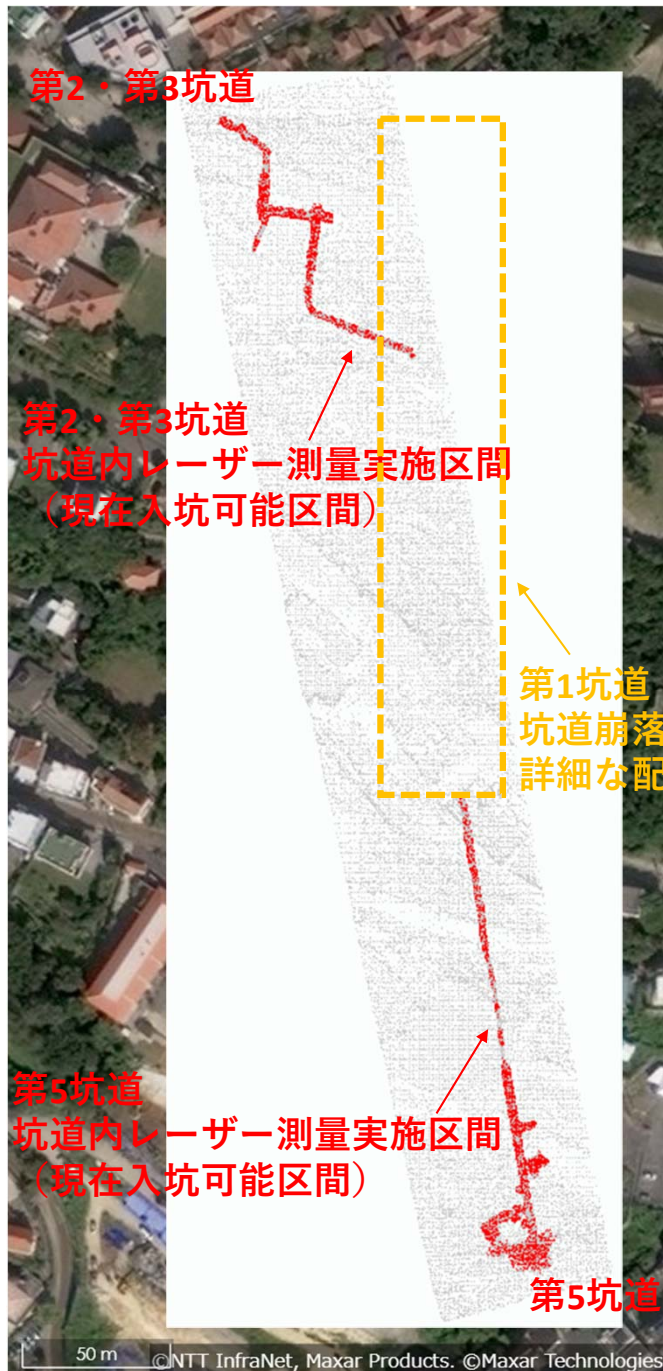 第2・第3坑道
第2・第3坑道
坑道内レーザー測量実施区間
（現在入坑可能区間）
第1坑道
坑道崩落
詳細な配
第5坑道
坑道内レーザー測量実施区間
（現在入坑可能区間）
第5坑道
50 m
©NTT InfraNet, Maxar Products. ©Maxar Technologies